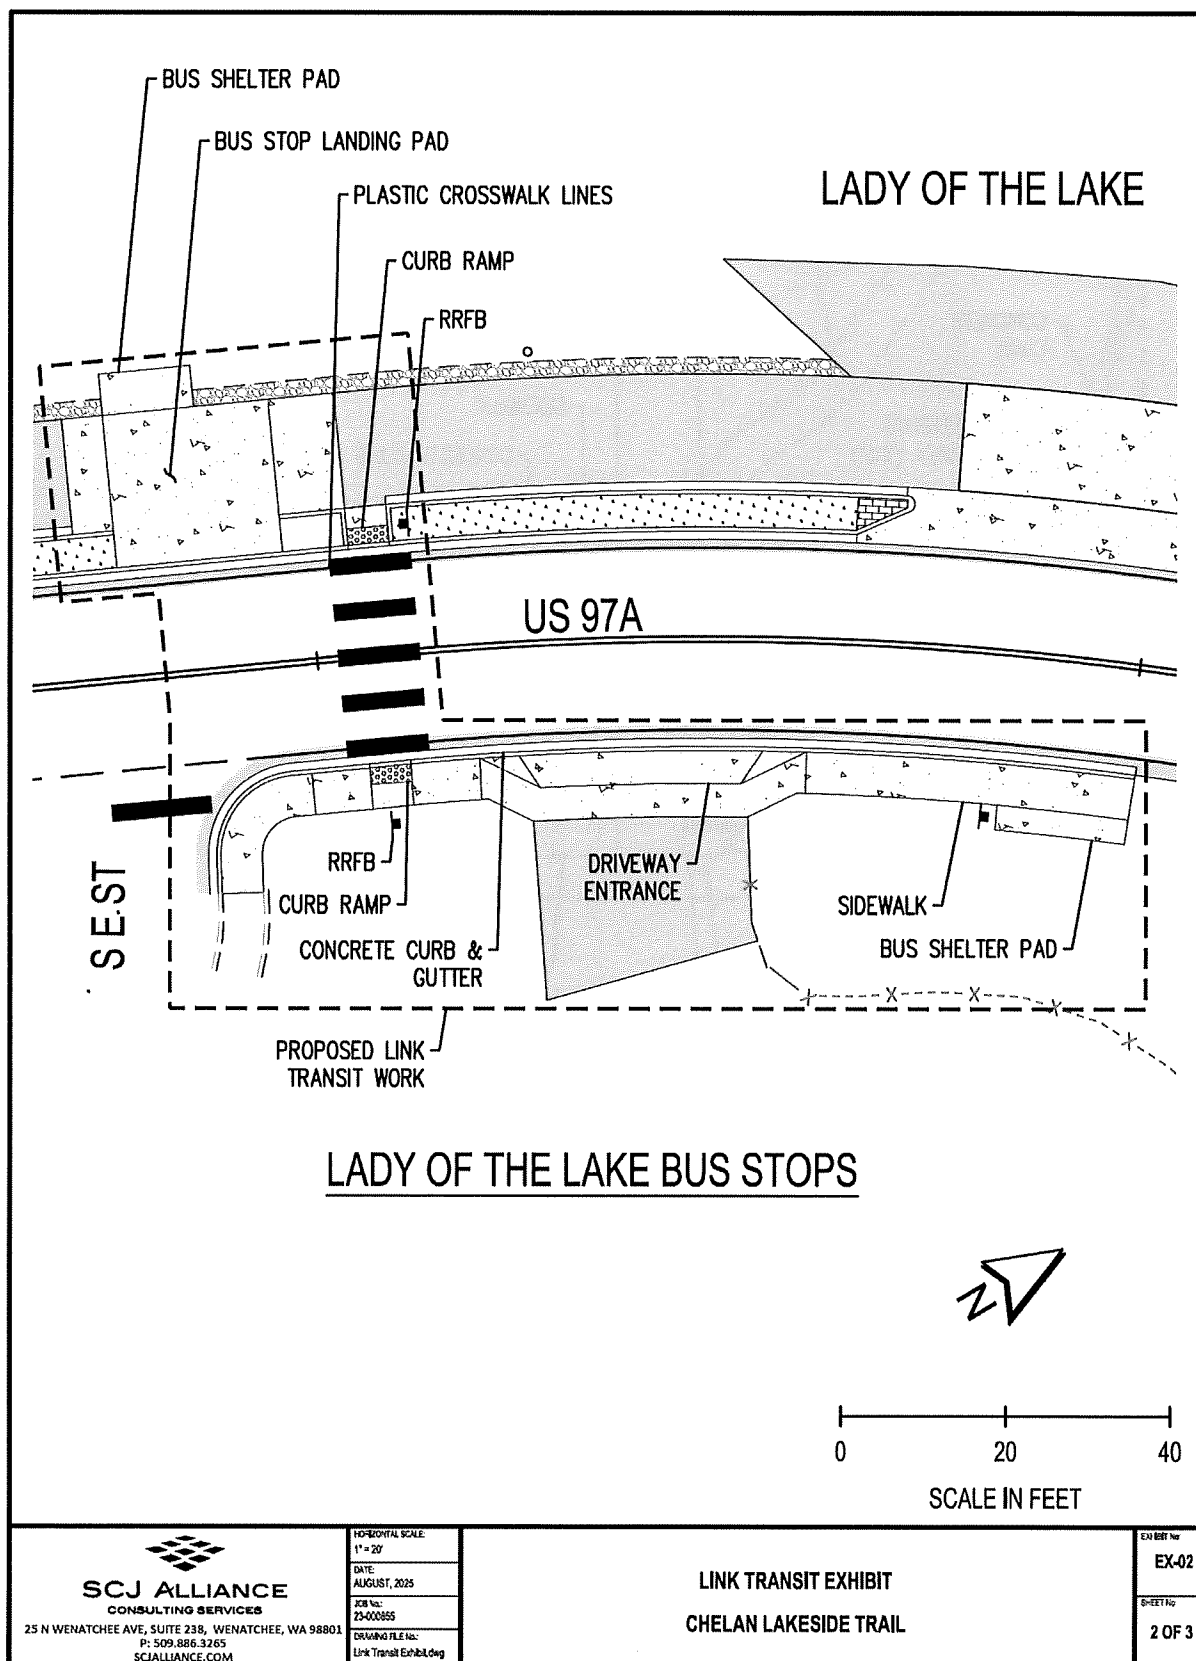 BUS SHELTER PAD
BUS STOP LANDING PAD
PLASTIC CROSSWALK LINES
LADY OF THE LAKE
CURB RAMP
RRFB
US 97A
RRFB
CURB RAMP
CONCRETE CURB &
GUTTER
DRIVEWAY
ENTRANCE
SIDEWALK
BUS SHELTER PAD
S E ST
PROPOSED LINK
TRANSIT WORK
LADY OF THE LAKE BUS STOPS
N
0 20 40
SCALE IN FEET
SCJ ALLIANCE
CONSULTING SERVICES
25 N WENATCHEE AVE, SUITE 238, WENATCHEE, WA 98801
P: 509.886.3265
SCJALLIANCE.COM
HORIZONTAL SCALE:
1" = 20'
DATE:
AUGUST, 2025
JOB No.:
23-000855
DRAWING FILE No.:
Link Transit Exhibit.dwg
LINK TRANSIT EXHIBIT
CHELAN LAKESIDE TRAIL
EXHIBIT No
EX-02
SHEET No
2 OF 3